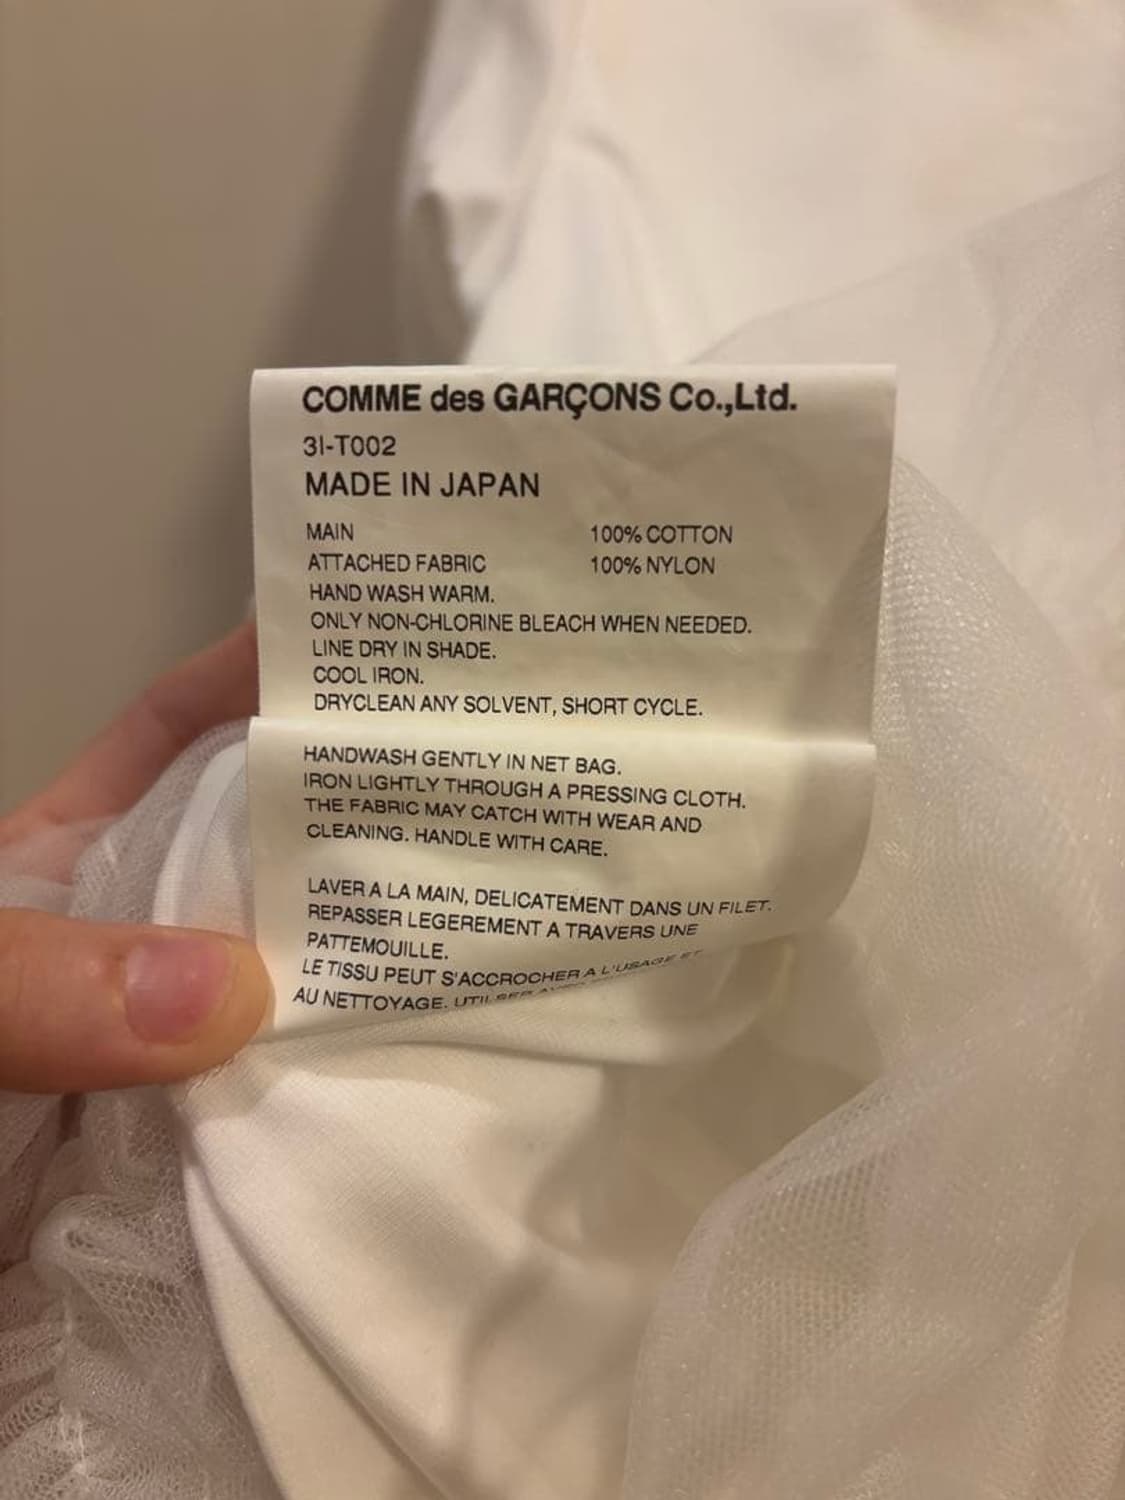 COMME des GARÇONS Co.,Ltd.
3I-T002
MADE IN JAPAN
MAIN 100% COTTON
ATTACHED FABRIC 100% NYLON
HAND WASH WARM.
ONLY NON-CHLORINE BLEACH WHEN NEEDED.
LINE DRY IN SHADE.
COOL IRON.
DRYCLEAN ANY SOLVENT, SHORT CYCLE.
HANDWASH GENTLY IN NET BAG.
IRON LIGHTLY THROUGH A PRESSING CLOTH.
THE FABRIC MAY CATCH WITH WEAR AND
CLEANING. HANDLE WITH CARE.
LAVER A LA MAIN, DELICATEMENT DANS UN FILET.
REPASSER LEGEREMENT A TRAVERS UNE
PATTEMOUILLE.
LE TISSU PEUT S'ACCROCHER A L'USAGE ET
AU NETTOYAGE.